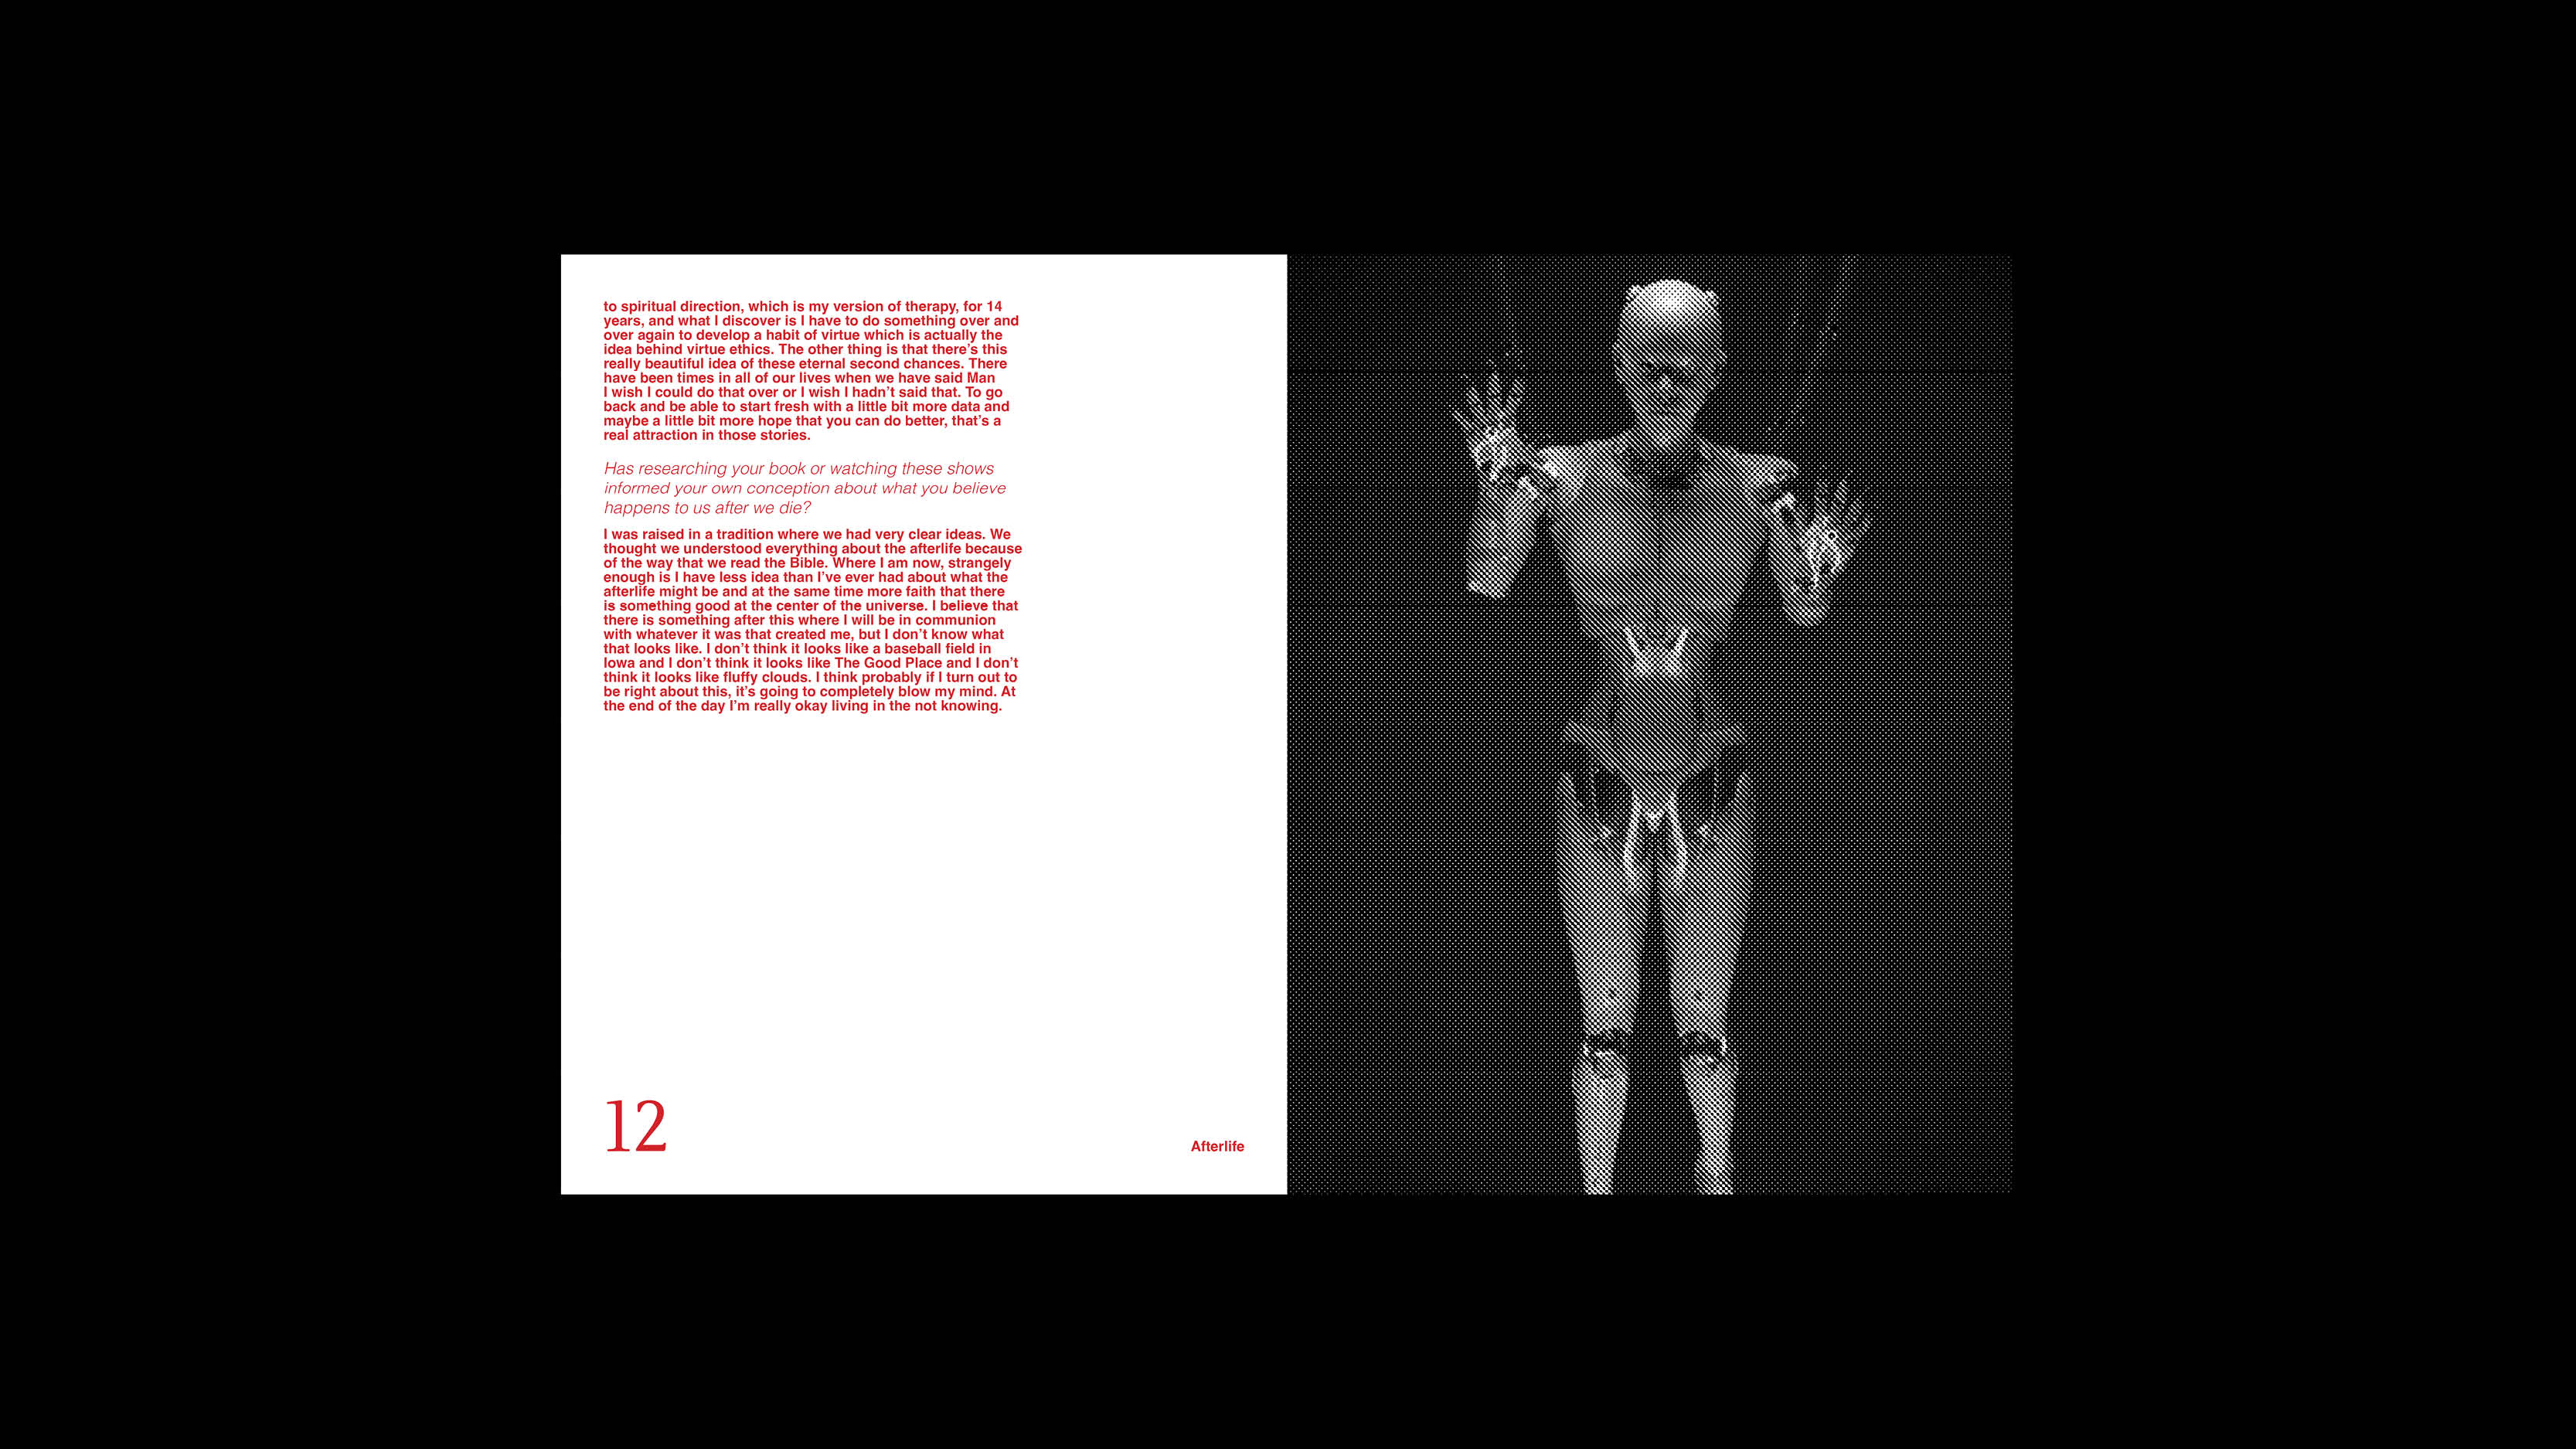 to spiritual direction, which is my version of therapy, for 14
years, and what I discover is I have to do something over and
over again to develop a habit of virtue which is actually the
idea behind virtue ethics. The other thing is that there’s this
really beautiful idea of these eternal second chances. There
have been times in all of our lives when we have said Man
I wish I could do that over or I wish I hadn’t said that. To go
back and be able to start fresh with a little bit more data and
maybe a little bit more hope that you can do better, that’s a
real attraction in those stories.
Has researching your book or watching these shows
informed your own conception about what you believe
happens to us after we die?
I was raised in a tradition where we had very clear ideas. We
thought we understood everything about the afterlife because
of the way that we read the Bible. Where I am now, strangely
enough is I have less idea than I’ve ever had about what the
afterlife might be and at the same time more faith that there
is something good at the center of the universe. I believe that
there is something after this where I will be in communion
with whatever it was that created me, but I don’t know what
that looks like. I don’t think it looks like a baseball field in
Iowa and I don’t think it looks like The Good Place and I don’t
think it looks like fluffy clouds. I think probably if I turn out to
be right about this, it’s going to completely blow my mind. At
the end of the day I’m really okay living in the not knowing.
12
Afterlife